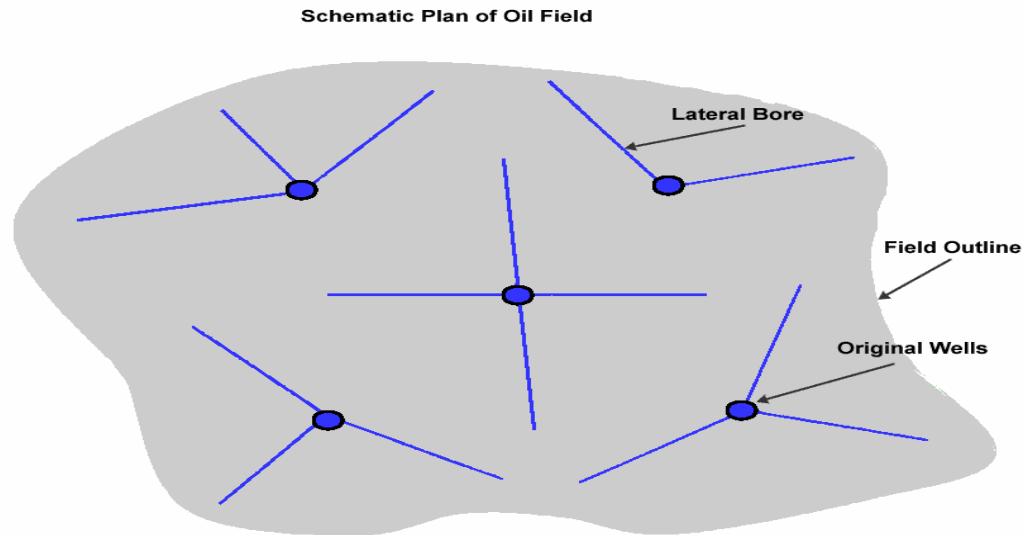 Schematic Plan of Oil Field
Lateral Bore
Field Outline
Original Wells